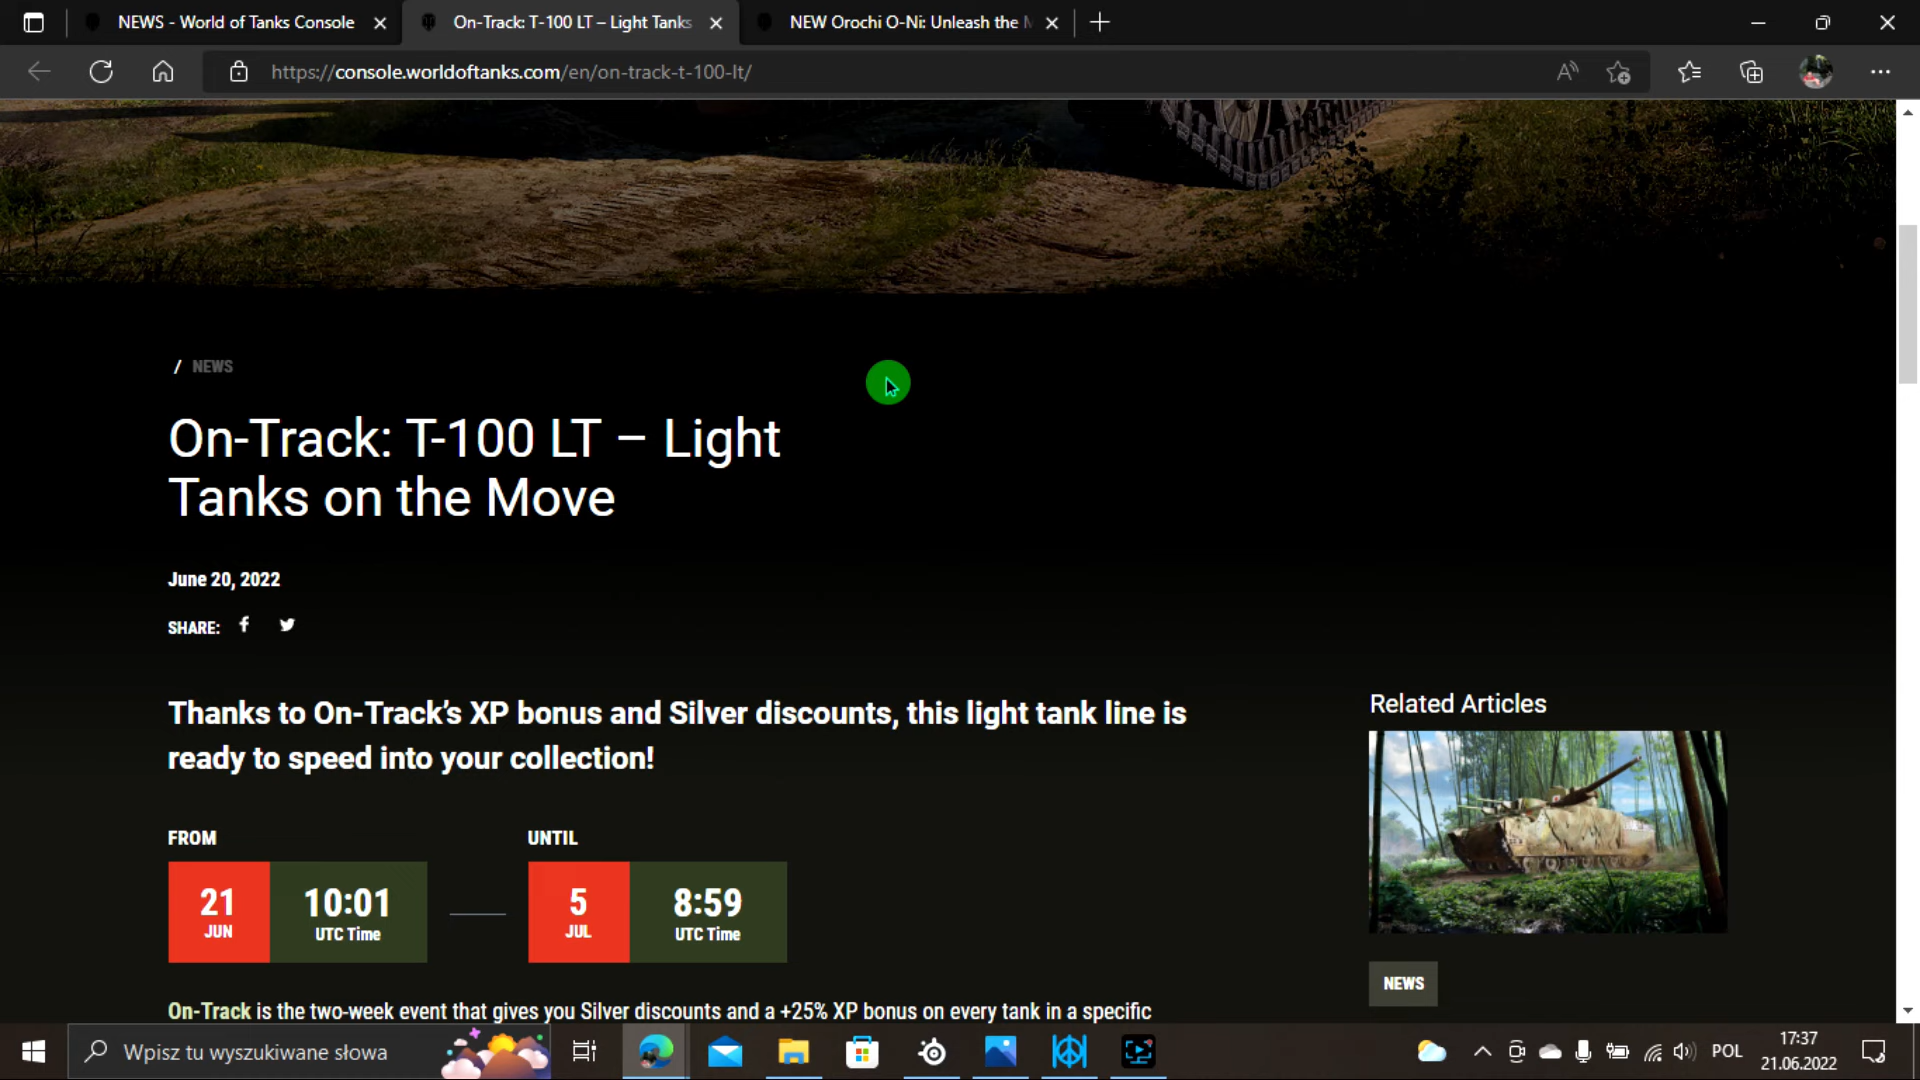 NEWS - World of Tanks Console
On-Track: T-100 LT – Light Tanks
NEW Orochi O-Ni: Unleash the
https://console.worldoftanks.com/en/on-track-t-100-lt/
/ NEWS
On-Track: T-100 LT – Light
Tanks on the Move
June 20, 2022
SHARE:
Thanks to On-Track's XP bonus and Silver discounts, this light tank line is
ready to speed into your collection!
Related Articles
FROM
UNTIL
21
JUN
10:01
UTC Time
5
JUL
8:59
UTC Time
NEWS
On-Track is the two-week event that gives you Silver discounts and a +25% XP bonus on every tank in a specific
Wpisz tu wyszukiwane słowa
POL
17:37
21.06.2022